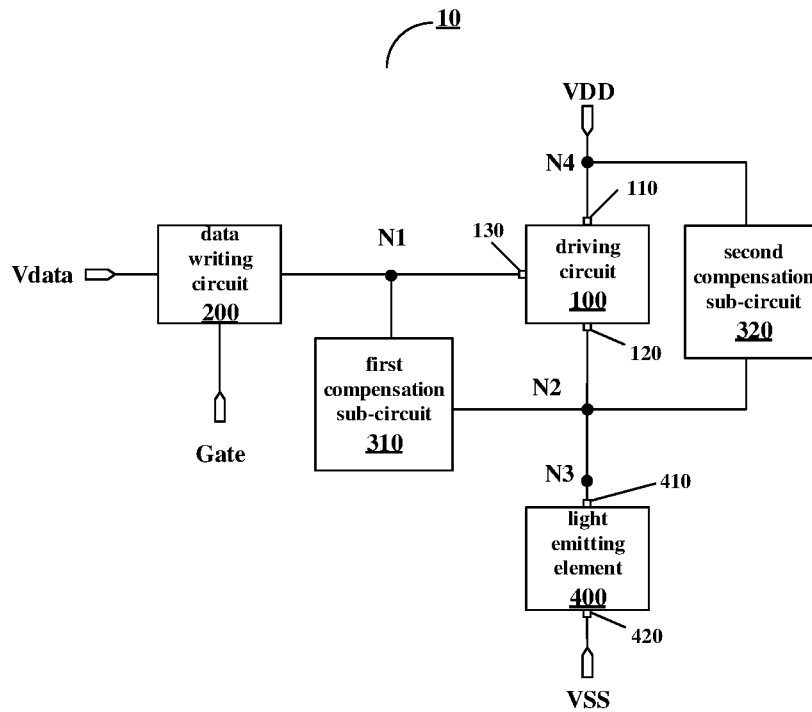 10
VDD
N4
110
data
writing
circuit
200
N1
130
driving
circuit
100
second
compensation
sub-circuit
320
Vdata
120
first
compensation
sub-circuit
310
N2
Gate
N3
410
light
emitting
element
400
420
VSS